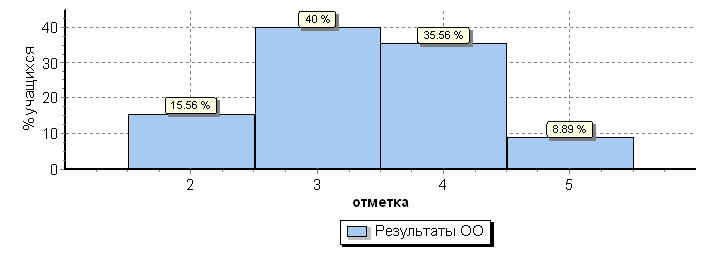 % учащихся
40
30
20
10
0
15.56 %
40 %
35.56 %
8.89 %
2 3 4 5
отметка
Результаты ОО